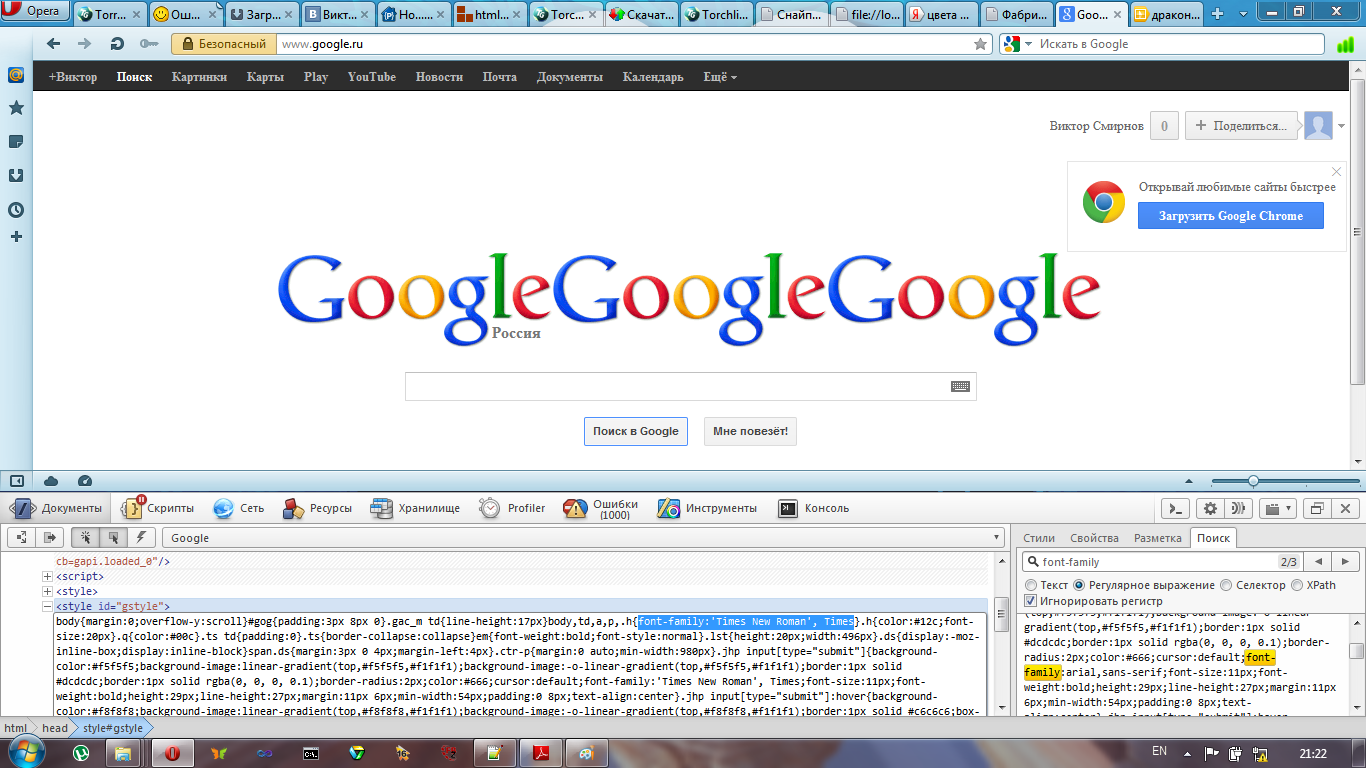 Opera
Torr...
Ош...
Загр...
Викт...
Но......
html...
Torc...
Скачат...
Torchli...
Снайп...
file://lo...
цвета ...
Фабри...
Goo...
дракон...
Безопасный
www.google.ru
Искать в Google
+Виктор Поиск Картинки Карты Play YouTube Новости Почта Документы Календарь Ещё
Виктор Смирнов 0 + Поделиться...
Открывай любимые сайты быстрее
Загрузить Google Chrome
GoogleGoogleGoogle
Россия
Поиск в Google Мне повезёт!
Документы Скрипты Сеть Ресурсы Хранилище Profiler Ошибки (1000) Инструменты Консоль
Google
Стили Свойства Разметка Поиск
font-family 2/3
Текст Регулярное выражение Селектор XPath
Игнорировать регистр
cb=gapi.loaded_0"/>
<script>
<style>
<style id="gstyle">
body{margin:0;overflow-y:scroll}#gog{padding:3px 8px 0}.gac_m td{line-height:17px}body,td,a,p,.h{font-family:'Times New Roman', Times}.h{color:#12c;font-
size:20px}.q{color:#00c}.ts td{padding:0}.ts{border-collapse:collapse}em{font-weight:bold;font-style:normal}.lst{height:20px;width:496px}.ds{display:-moz-
inline-box;display:inline-block}span.ds{margin:3px 0 4px;margin-left:4px}.ctr-p{margin:0 auto;min-width:980px}.jhp input[type="submit"]{background-
color:#f5f5f5;background-image:linear-gradient(top,#f5f5f5,#f1f1f1);background-image:-o-linear-gradient(top,#f5f5f5,#f1f1f1);border:1px solid
#dcdcdc;border:1px solid rgba(0, 0, 0, 0.1);border-radius:2px;color:#666;cursor:default;font-family:'Times New Roman', Times;font-size:11px;font-
weight:bold;height:29px;line-height:27px;margin:11px 6px;min-width:54px;padding:0 8px;text-align:center}.jhp input[type="submit"]:hover{background-
color:#f8f8f8;background-image:linear-gradient(top,#f8f8f8,#f1f1f1);background-image:-o-linear-gradient(top,#f8f8f8,#f1f1f1);border:1px solid #c6c6c6;box-
gradient(top,#f5f5f5,#f1f1f1);border:1px
solid #dcdcdc;border:1px solid rgba(0, 0, 0, 0.1);border-
radius:2px;color:#666;cursor:default;font-
family:arial,sans-serif;font-size:11px;font-
weight:bold;height:29px;line-height:27px;margin:11px
6px;min-width:54px;padding:0 8px;text-
html head style#gstyle
EN 21:22